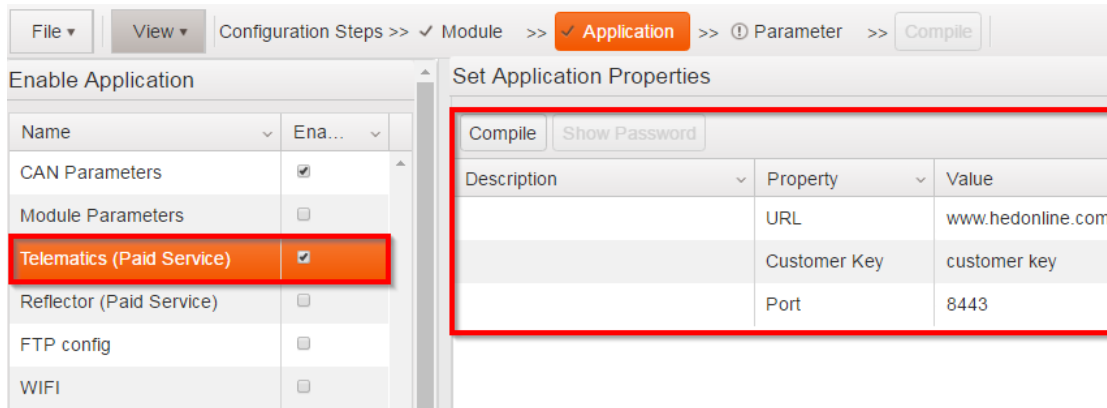 File View Configuration Steps >> Module >> Application >> Parameter >> Compile
Enable Application
Name Ena...
CAN Parameters
Module Parameters
Telematics (Paid Service)
Reflector (Paid Service)
FTP config
WIFI
Set Application Properties
Compile Show Password
Description Property Value
URL www.hedonline.com
Customer Key customer key
Port 8443